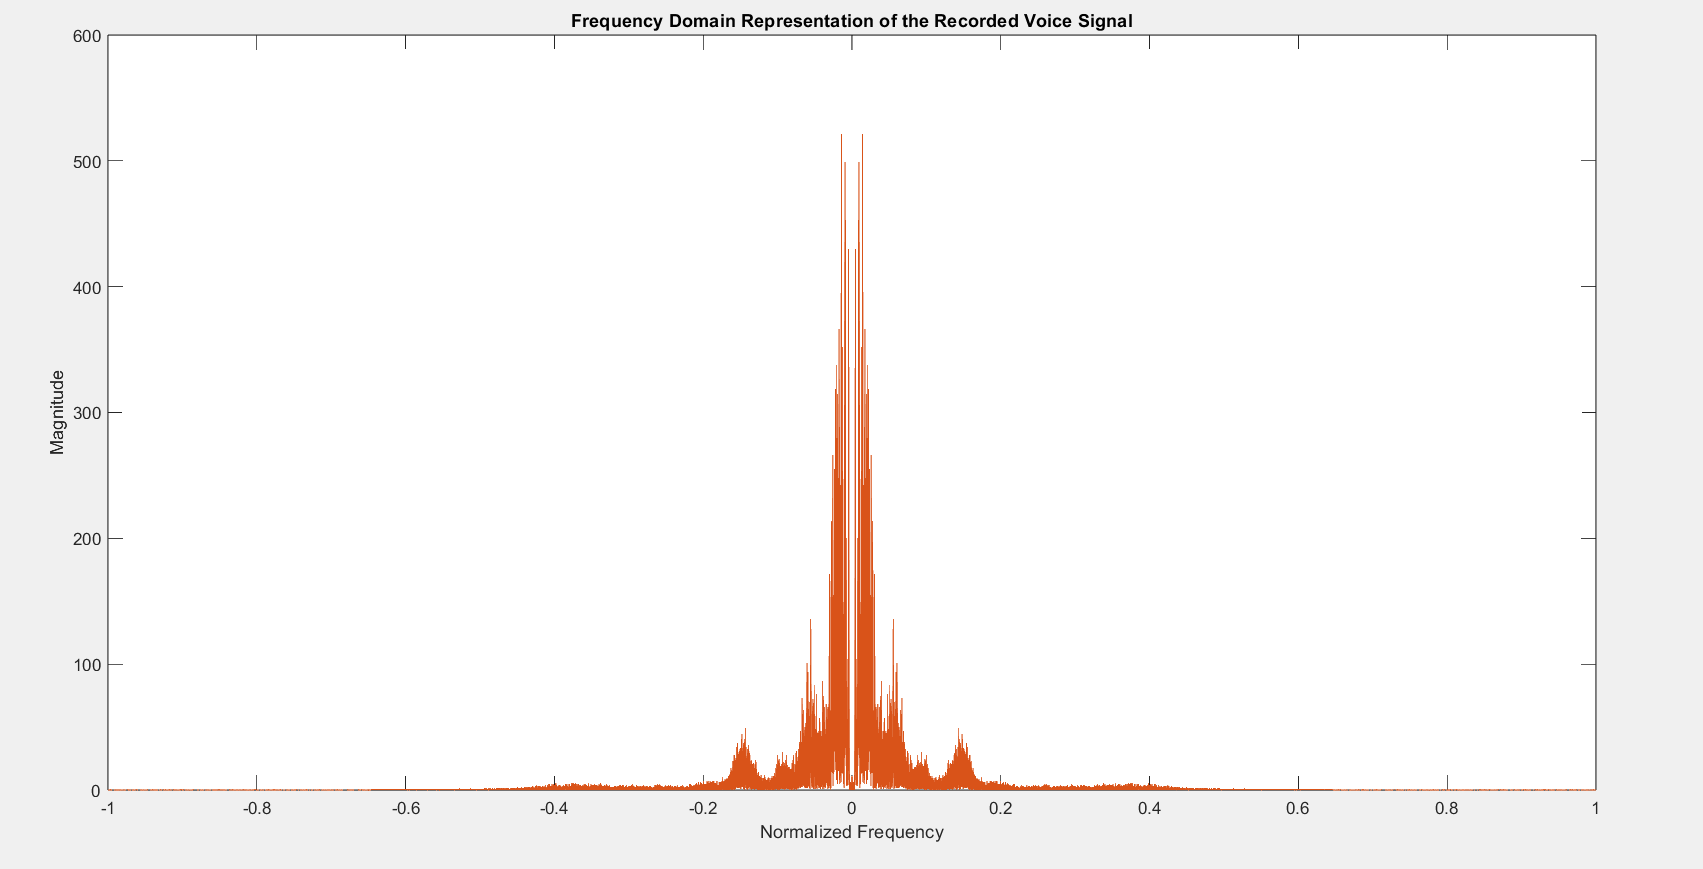 Frequency Domain Representation of the Recorded Voice Signal
600
500
400
300
200
100
0
Magnitude
-1 -0.8 -0.6 -0.4 -0.2 0 0.2 0.4 0.6 0.8 1
Normalized Frequency